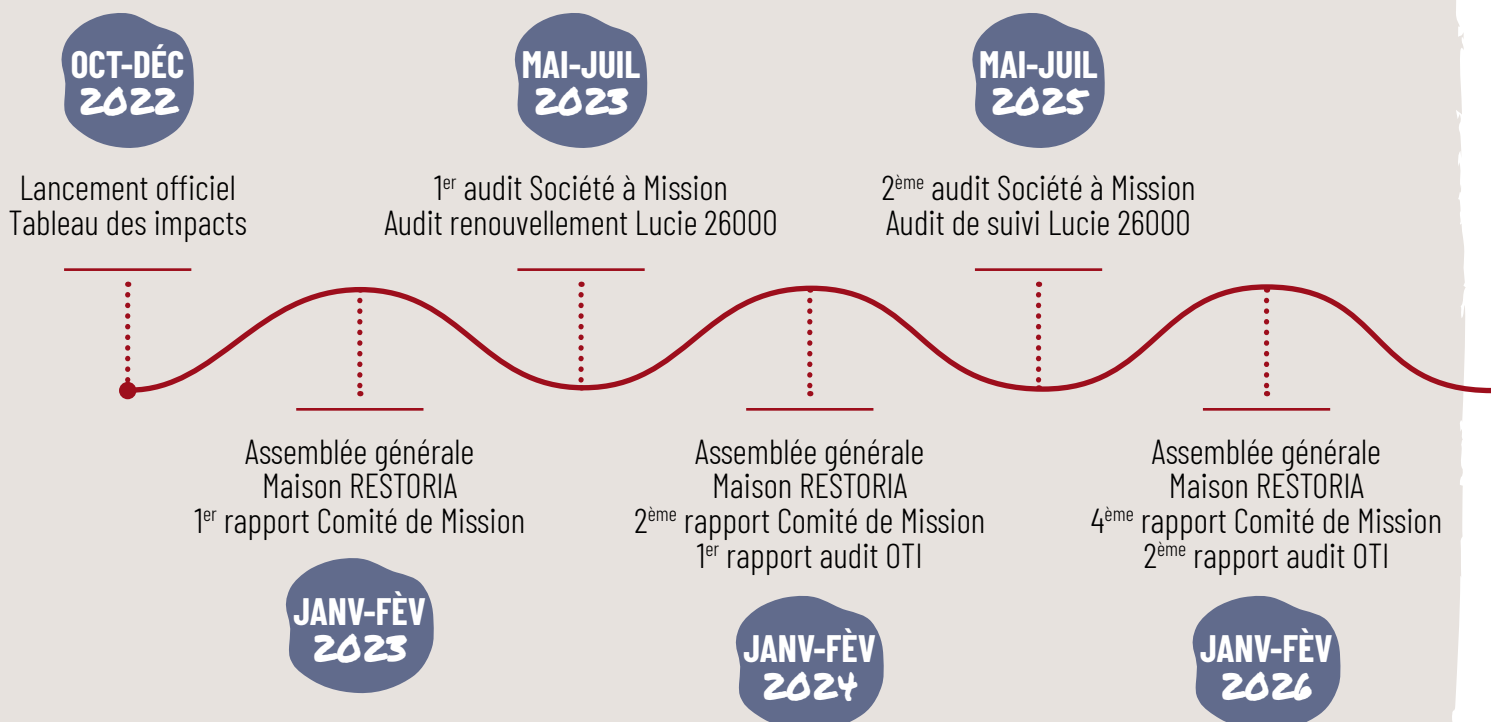 OCT-DÉC
2022
Lancement officiel
Tableau des impacts
Assemblée générale
Maison RESTORIA
1er rapport Comité de Mission
JANV-FÈV
2023
MAI-JUIL
2023
1er audit Société à Mission
Audit renouvellement Lucie 26000
Assemblée générale
Maison RESTORIA
2ème rapport Comité de Mission
1er rapport audit OTI
JANV-FÈV
2024
MAI-JUIL
2025
2ème audit Société à Mission
Audit de suivi Lucie 26000
Assemblée générale
Maison RESTORIA
4ème rapport Comité de Mission
2ème rapport audit OTI
JANV-FÈV
2026